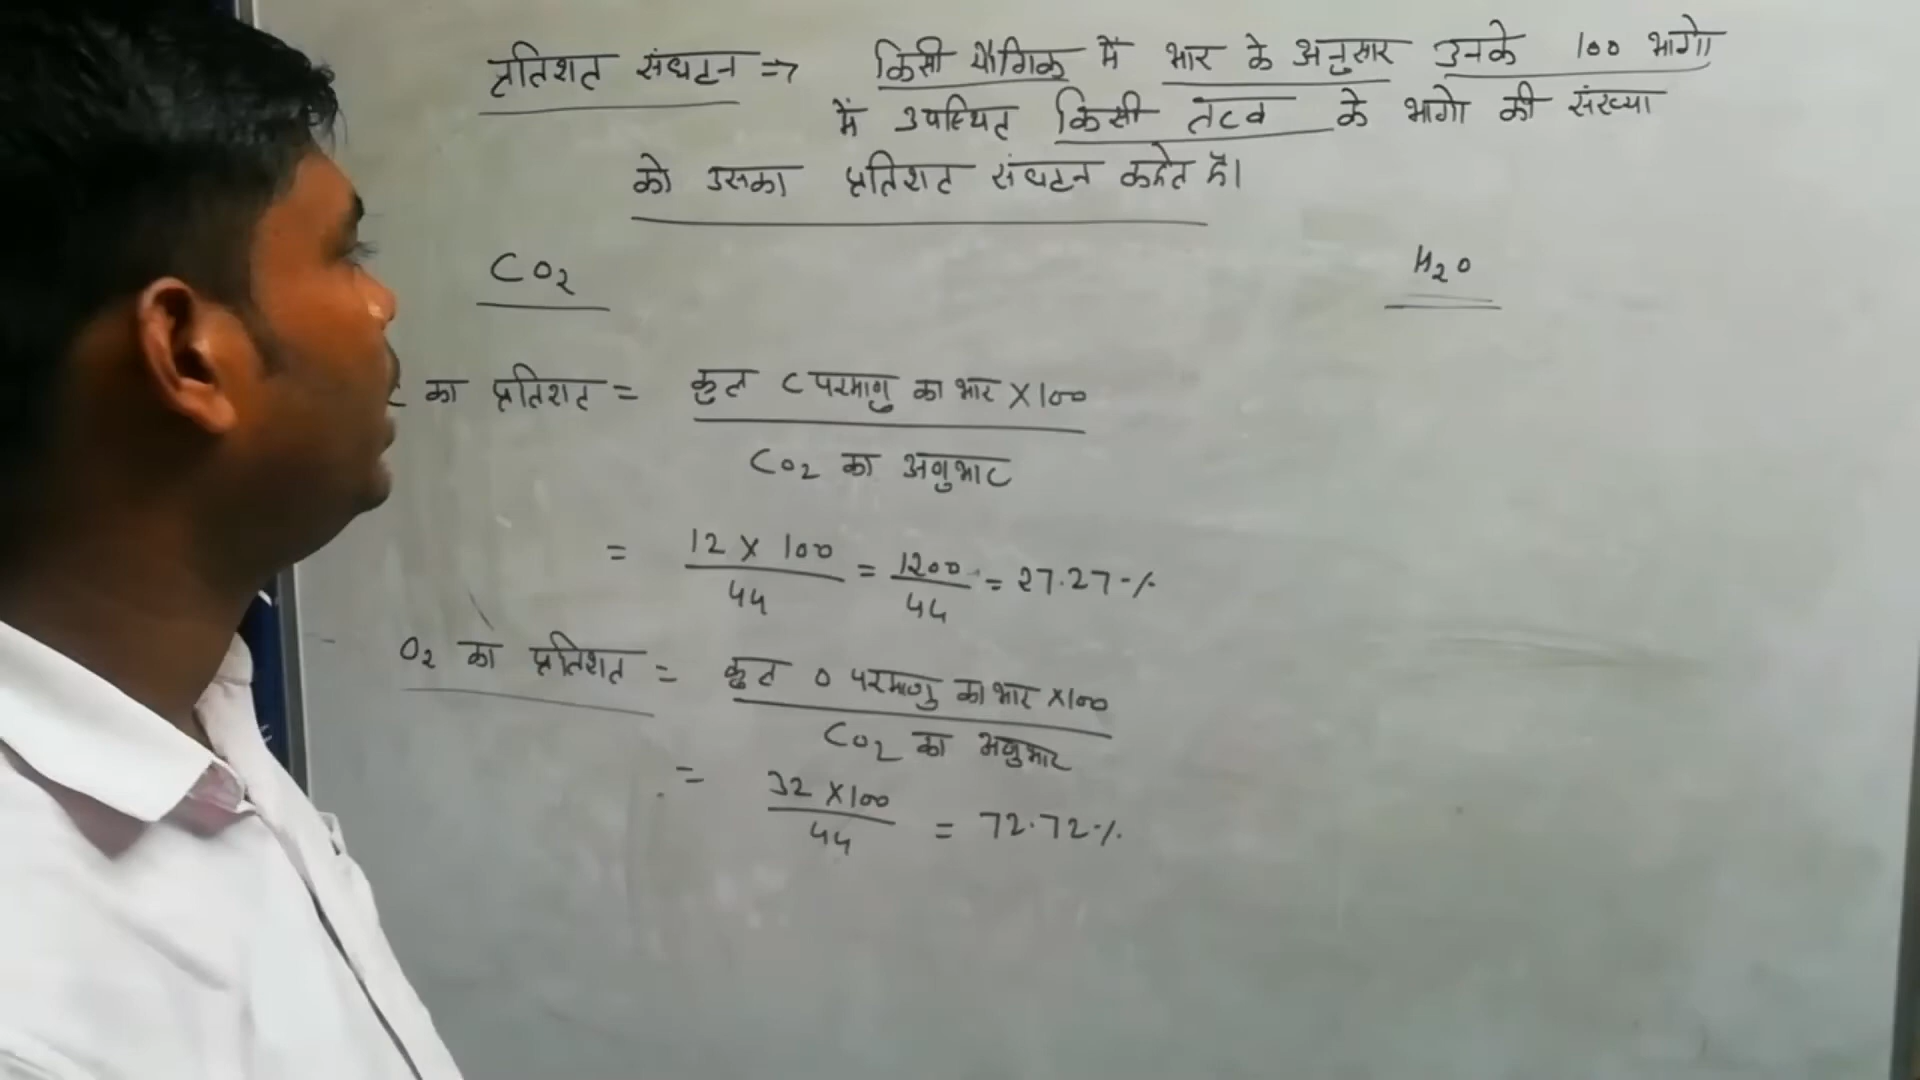 प्रतिशत संघटन ⇒ किसी यौगिक में भार के अनुसार उनके 100 भागो
में उपस्थित किसी तत्व के भागो की संख्या
को उसका प्रतिशत संघटन कहते है।
CO₂ H₂O
का प्रतिशत = कुल C परमाणु का भार × 100
CO₂ का अणुभार
= 12 × 100 = 1200 = 27.27 %
44 44
O₂ का प्रतिशत = कुल O परमाणु का भार × 100
CO₂ का अणुभार
= 32 × 100 = 72.72 %
44